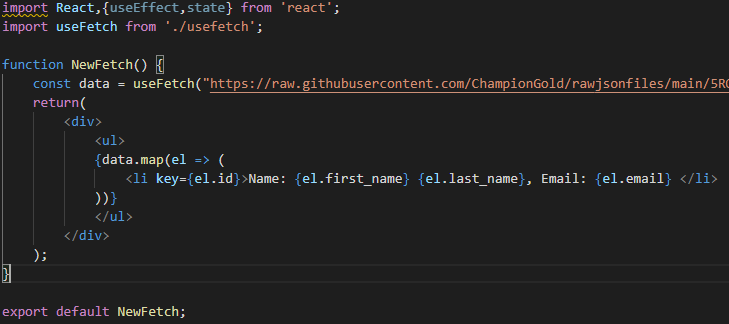 import React,{useEffect,state} from 'react';
import useFetch from './usefetch';
function NewFetch() {
const data = useFetch("https://raw.githubusercontent.com/ChampionGold/rawjsonfiles/main/5RC
return(
<div>
<ul>
{data.map(el => (
<li key={el.id}>Name: {el.first_name} {el.last_name}, Email: {el.email} </li>
))}
</ul>
</div>
);
}
export default NewFetch;